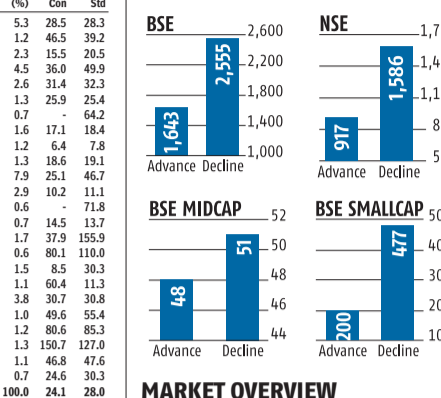 (%) Con Std
5.3 28.5 28.3
1.2 46.5 39.2
2.3 15.5 20.5
4.5 36.0 49.9
2.6 31.4 32.3
1.3 25.9 25.4
0.7 - 64.2
1.6 17.1 18.4
1.2 6.4 7.8
1.3 18.6 19.1
7.9 25.1 46.7
2.9 10.2 11.1
0.6 - 71.8
0.7 14.5 13.7
1.7 37.9 155.9
0.6 80.1 110.0
1.5 8.5 30.3
1.1 60.4 11.3
3.8 30.7 30.8
1.0 49.6 55.4
1.2 80.6 85.3
1.3 150.7 127.0
1.1 46.8 47.6
0.7 24.6 30.3
100.0 24.1 28.0
BSE
2,600
2,200
1,800
1,400
1,000
1,643
2,555
Advance Decline
NSE
917
1,586
Advance Decline
BSE MIDCAP
52
50
48
46
44
48
51
Advance Decline
BSE SMALLCAP
200
477
Advance Decline
MARKET OVERVIEW